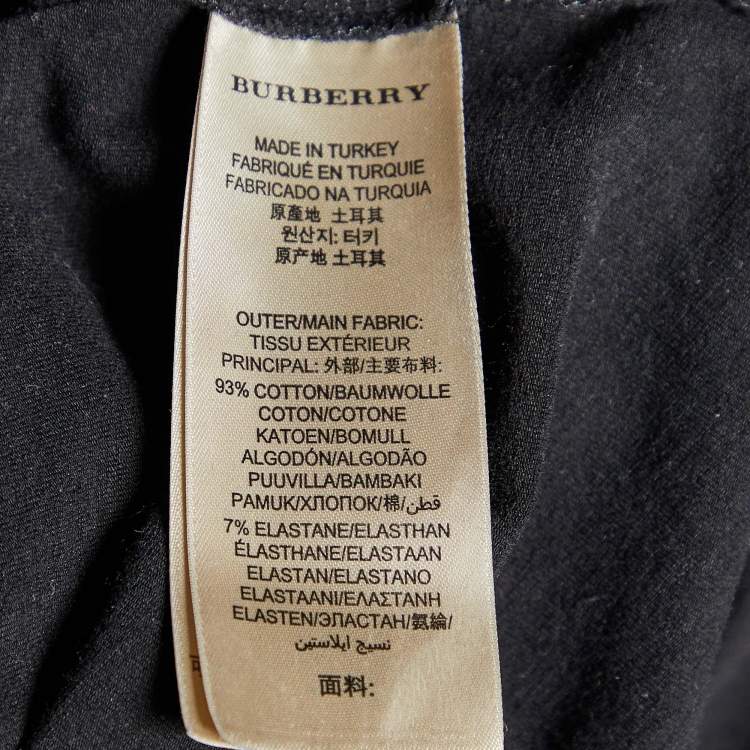 BURBERRY
MADE IN TURKEY
FABRIQUÉ EN TURQUIE
FABRICADO NA TURQUIA
原產地 土耳其
원산지: 터키
原产地 土耳其
OUTER/MAIN FABRIC:
TISSU EXTÉRIEUR
PRINCIPAL: 外部/主要布料:
93% COTTON/BAUMWOLLE
COTON/COTONE
KATOEN/BOMULL
ALGODÓN/ALGODÃO
PUUVILLA/BAMBAKI
PAMUK/ХЛОПОК/棉/قطن/
7% ELASTANE/ELASTHAN
ÉLASTHANE/ELASTAAN
ELASTAN/ELASTANO
ELASTAANI/ΕΛΑΣΤΑΝΗ
ELASTEN/ЭЛАСТАН/氨綸/
نسيج ايلاستين
面料: